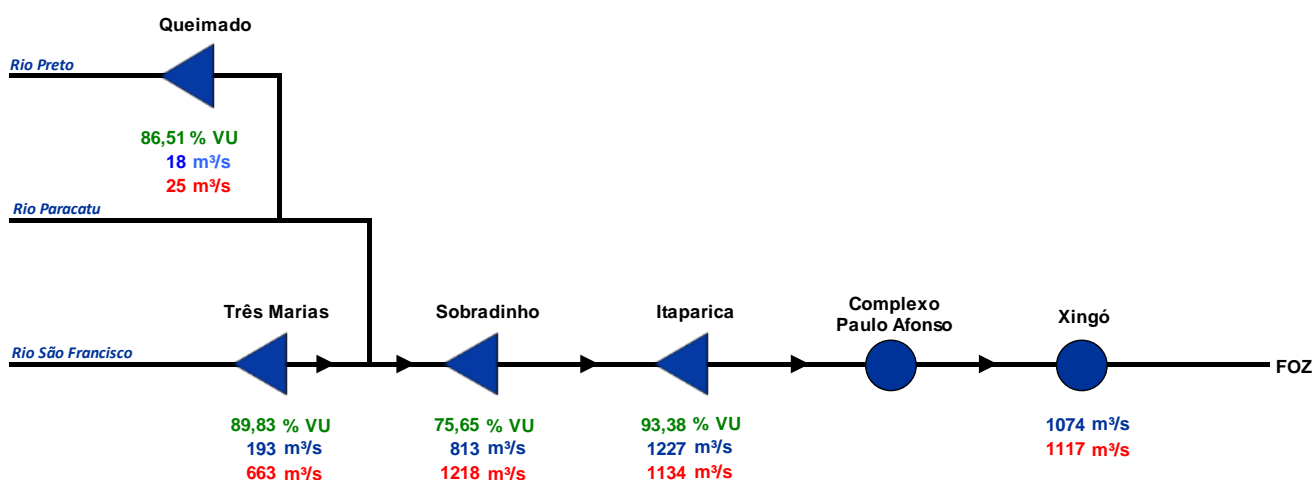 Queimado
Rio Preto
86,51 % VU
18 m³/s
25 m³/s
Rio Paracatu
Três Marias
Sobradinho
Itaparica
Complexo
Paulo Afonso
Xingó
Rio São Francisco
FOZ
89,83 % VU
193 m³/s
663 m³/s
75,65 % VU
813 m³/s
1218 m³/s
93,38 % VU
1227 m³/s
1134 m³/s
1074 m³/s
1117 m³/s